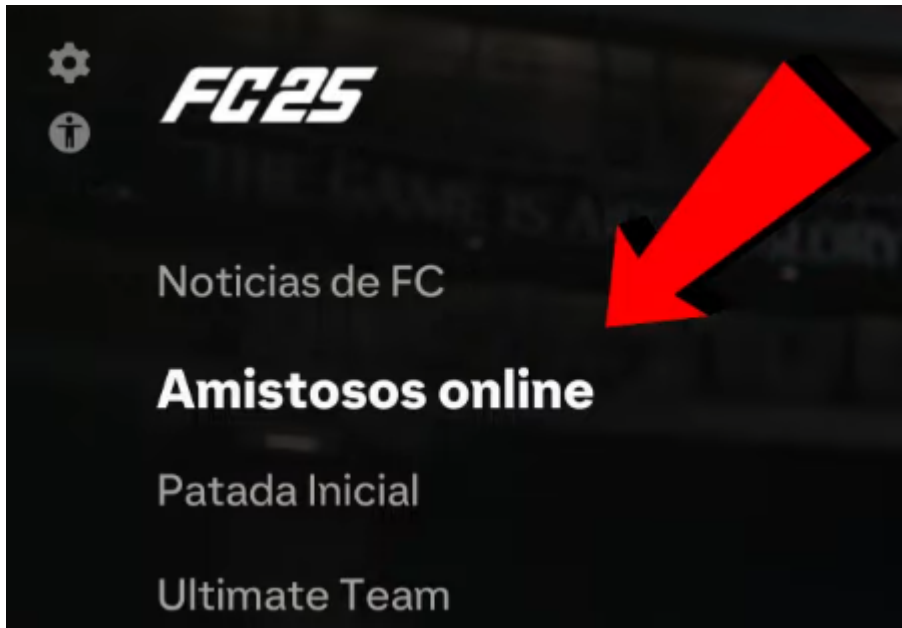 FC25
Noticias de FC
Amistosos online
Patada Inicial
Ultimate Team